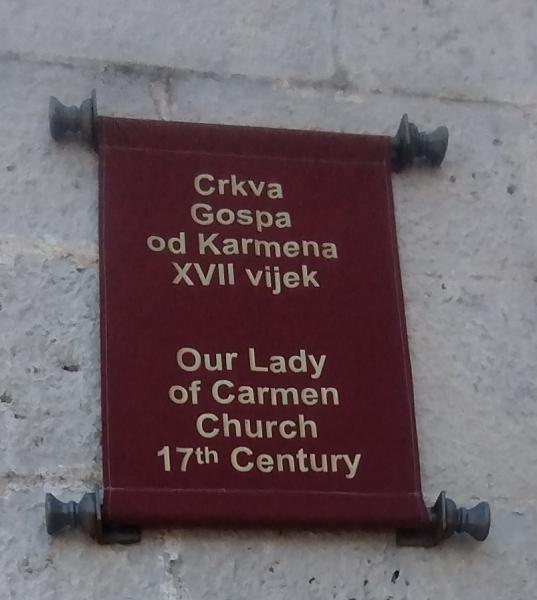 Crkva
Gospa
od Karmena
XVII vijek
Our Lady
of Carmen
Church
17th Century